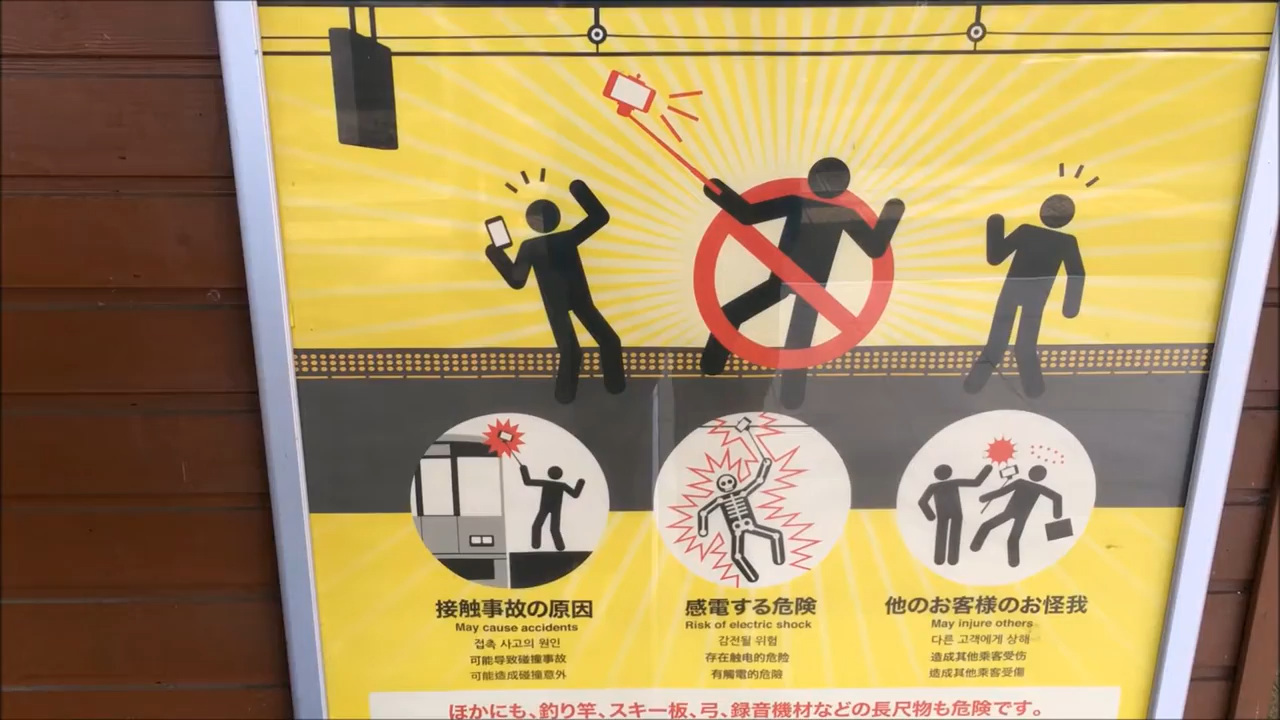 接触事故の原因
May cause accidents
접촉 사고의 원인
可能导致碰撞事故
可能造成碰撞意外
感電する危険
Risk of electric shock
감전될 위험
存在触电的危险
有觸電的危險
他のお客様のお怪我
May injure others
다른 고객에게 상해
造成其他乘客受伤
造成其他乘客受傷
ほかにも、釣り竿、スキー板、弓、録音機材などの長尺物も危険です。